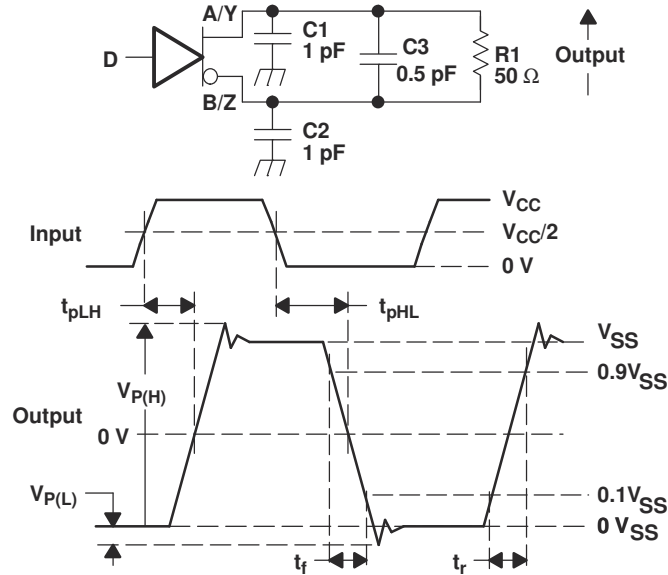 A/Y
C1
1 pF
C3
0.5 pF
R1
50 Ω
Output
D
B/Z
C2
1 pF
Input
VCC
VCC/2
0 V
tpLH
tpHL
VSS
0.9VSS
VP(H)
Output
0 V
VP(L)
0.1VSS
0 VSS
tf
tr